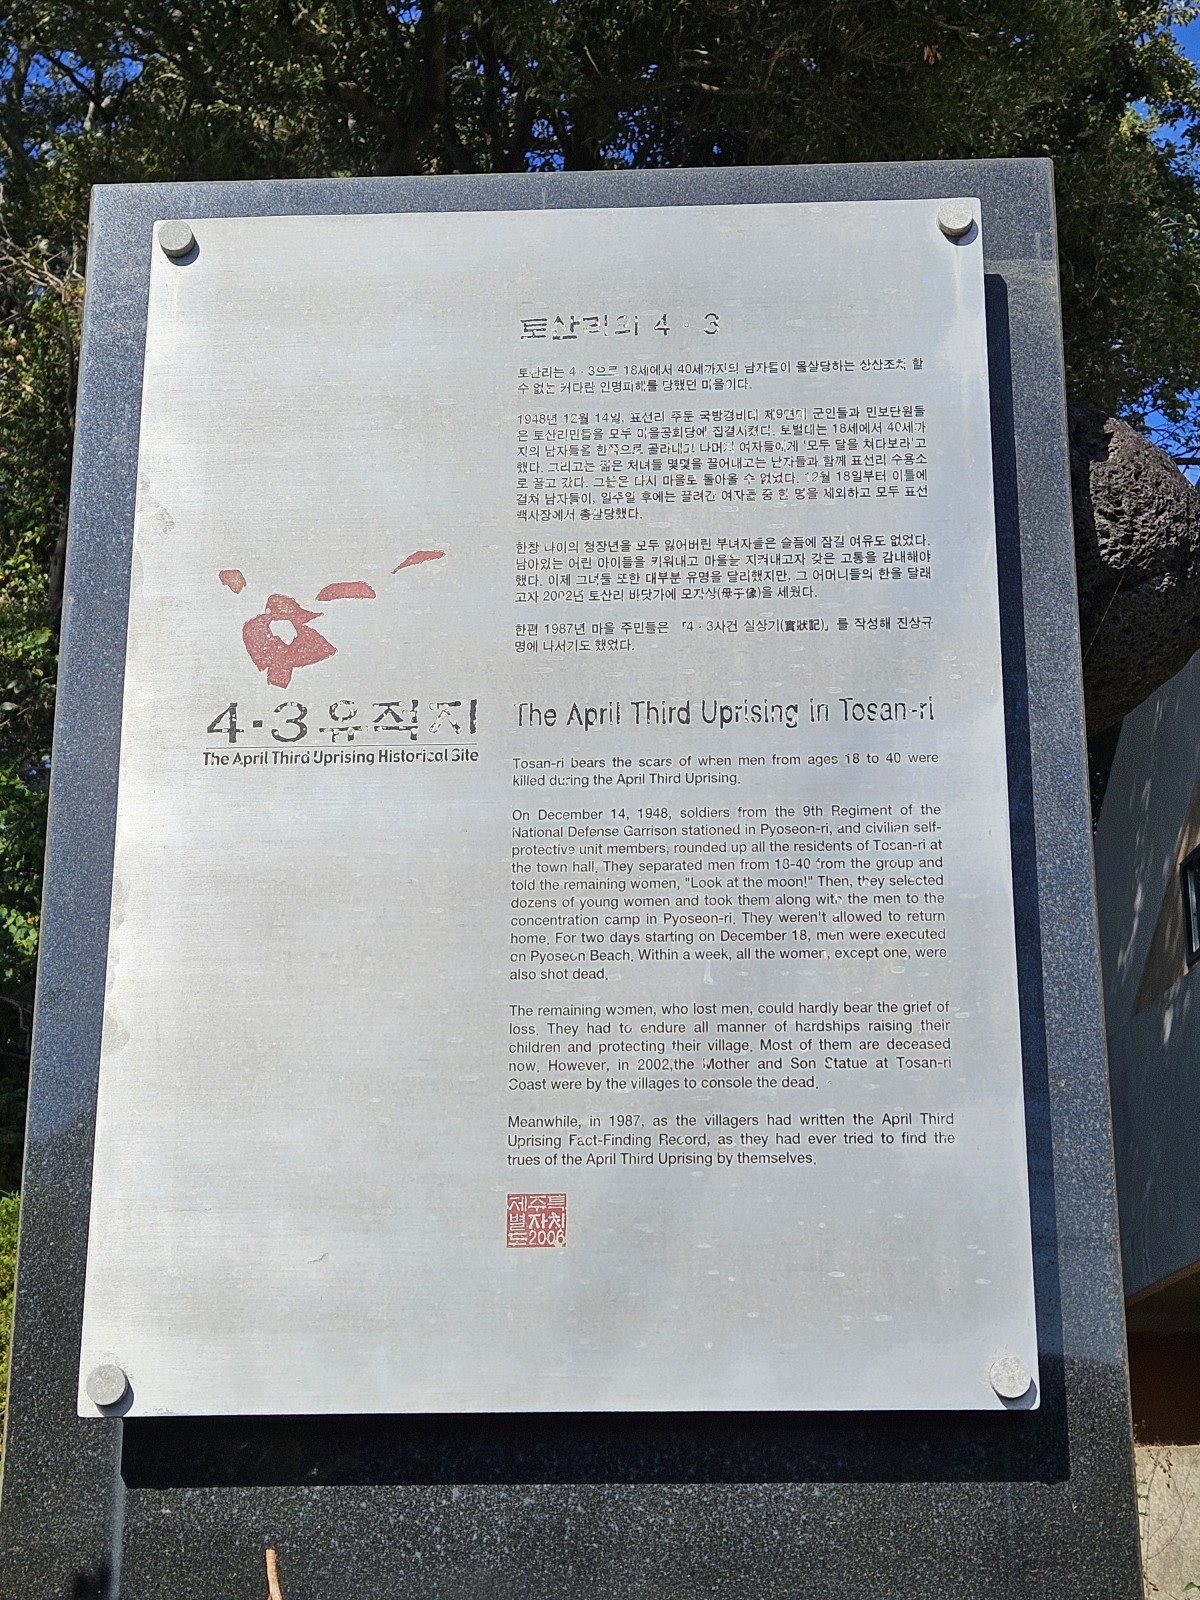 토산리의 4·3
토산리는 4·3으로 18세에서 40세까지의 남자들이 몰살당하는 상상조차 할
수 없는 커다란 인명피해를 당했던 마을이다.
1948년 12월 14일, 표선리 주둔 국방경비대 제9연대 군인들과 민보단원들
은 토산리민들을 모두 마을공회당에 집결시켰다. 토벌대는 18세에서 40세까
지의 남자들을 한쪽으로 골라내고 나머지 여자들에게 '모두 달을 쳐다보라'고
했다. 그리고는 젊은 처녀들 몇몇을 끌어내고는 남자들과 함께 표선리 수용소
로 끌고 갔다. 그들은 다시 마을로 돌아올 수 없었다. 12월 18일부터 이틀에
걸쳐 남자들이, 일주일 후에는 끌려간 여자들 중 한 명을 제외하고 모두 표선
백사장에서 총살당했다.
한창 나이의 청장년을 모두 잃어버린 부녀자들은 슬픔에 잠길 여유도 없었다.
남아있는 어린 아이들을 키워내고 마을을 지켜내고자 갖은 고통을 감내해야
했다. 이제 그녀들 또한 대부분 유명을 달리했지만, 그 어머니들의 한을 달래
고자 2002년 토산리 바닷가에 모자상(母子像)을 세웠다.
한편 1987년 마을 주민들은 「4·3사건 실상기(實狀記)」를 작성해 진상규
명에 나서기도 했었다.
4·3유적지
The April Third Uprising Historical Site
The April Third Uprising in Tosan-ri
Tosan-ri bears the scars of when men from ages 18 to 40 were
killed during the April Third Uprising.
On December 14, 1948, soldiers from the 9th Regiment of the
National Defense Garrison stationed in Pyoseon-ri, and civilian self-
protective unit members, rounded up all the residents of Tosan-ri at
the town hall. They separated men from 18-40 from the group and
told the remaining women, "Look at the moon!" Then, they selected
dozens of young women and took them along with the men to the
concentration camp in Pyoseon-ri. They weren't allowed to return
home. For two days starting on December 18, men were executed
on Pyoseon Beach. Within a week, all the women, except one, were
also shot dead.
The remaining women, who lost men, could hardly bear the grief of
loss. They had to endure all manner of hardships raising their
children and protecting their village. Most of them are deceased
now. However, in 2002,the Mother and Son Statue at Tosan-ri
Coast were by the villages to console the dead.
Meanwhile, in 1987, as the villagers had written the April Third
Uprising Fact-Finding Record, as they had ever tried to find the
trues of the April Third Uprising by themselves.
제주특
별자치
도2006